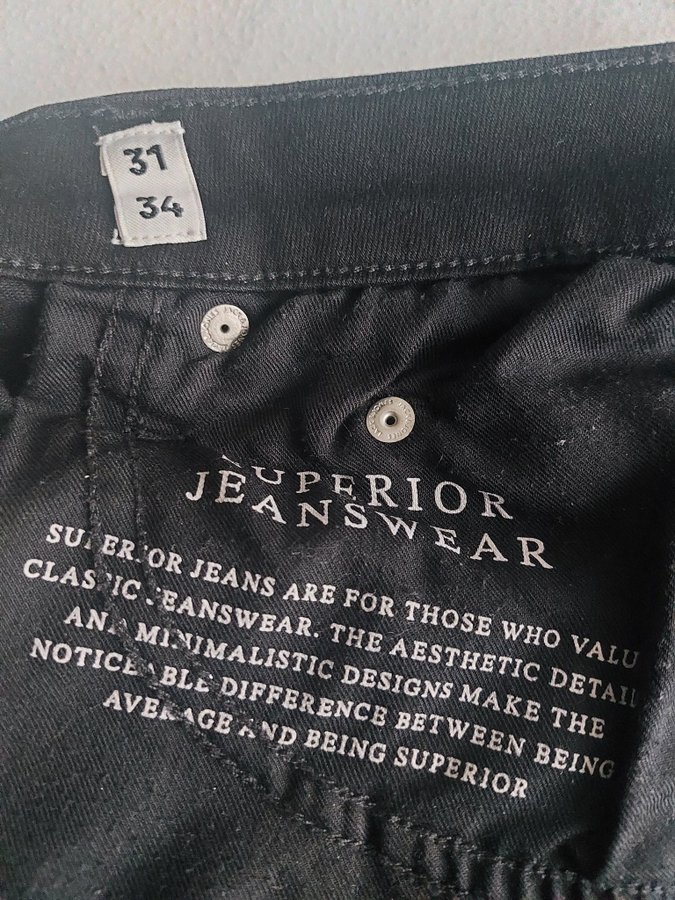 31
34
SUPERIOR
JEANSWEAR
SUPERIOR JEANS ARE FOR THOSE WHO VALU
CLASSIC JEANSWEAR. THE AESTHETIC DETAIL
AND MINIMALISTIC DESIGNS MAKE THE
NOTICEABLE DIFFERENCE BETWEEN BEING
AVERAGE AND BEING SUPERIOR